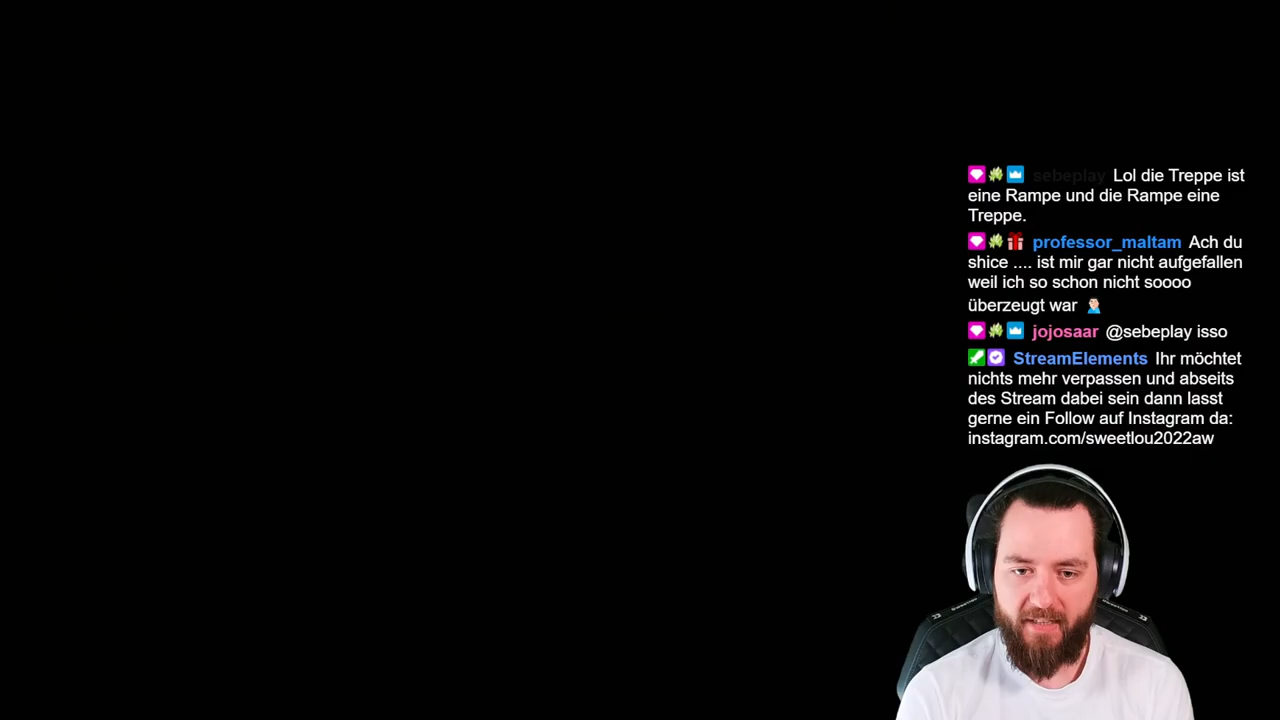 sebeplay Lol die Treppe ist
eine Rampe und die Rampe eine
Treppe.
professor_maltam Ach du
shice .... ist mir gar nicht aufgefallen
weil ich so schon nicht soooo
überzeugt war
jojosaar @sebeplay isso
StreamElements Ihr möchtet
nichts mehr verpassen und abseits
des Stream dabei sein dann lasst
gerne ein Follow auf Instagram da:
instagram.com/sweetlou2022aw